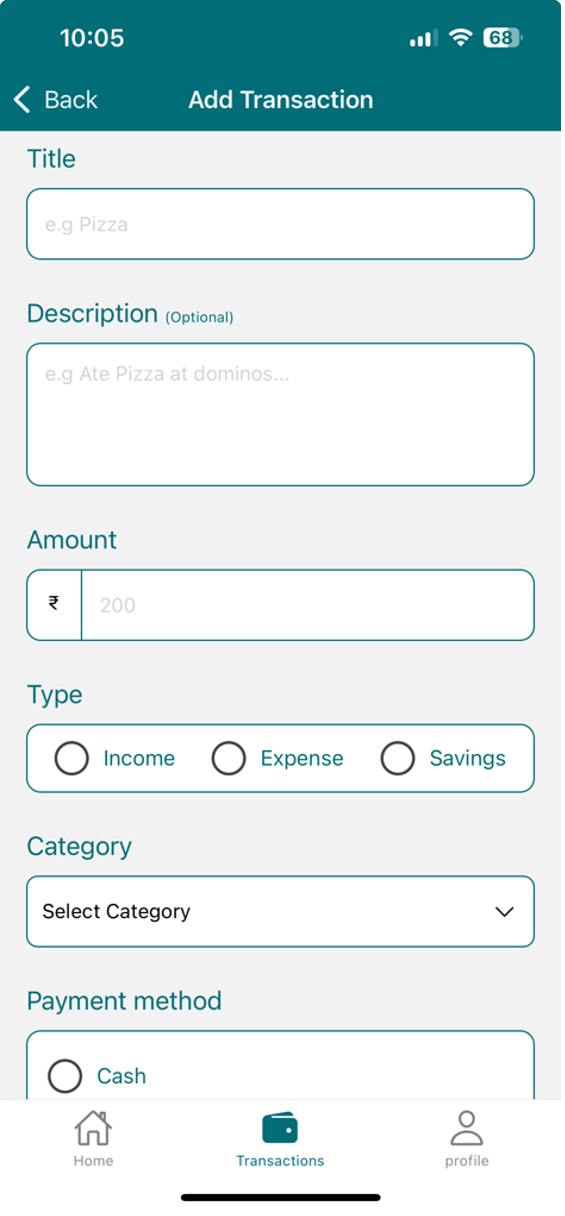 10:05
68
Back
Add Transaction
Title
e.g Pizza
Description (Optional)
e.g Ate Pizza at dominos...
Amount
₹ 200
Type
Income Expense Savings
Category
Select Category
Payment method
Cash
Home Transactions profile